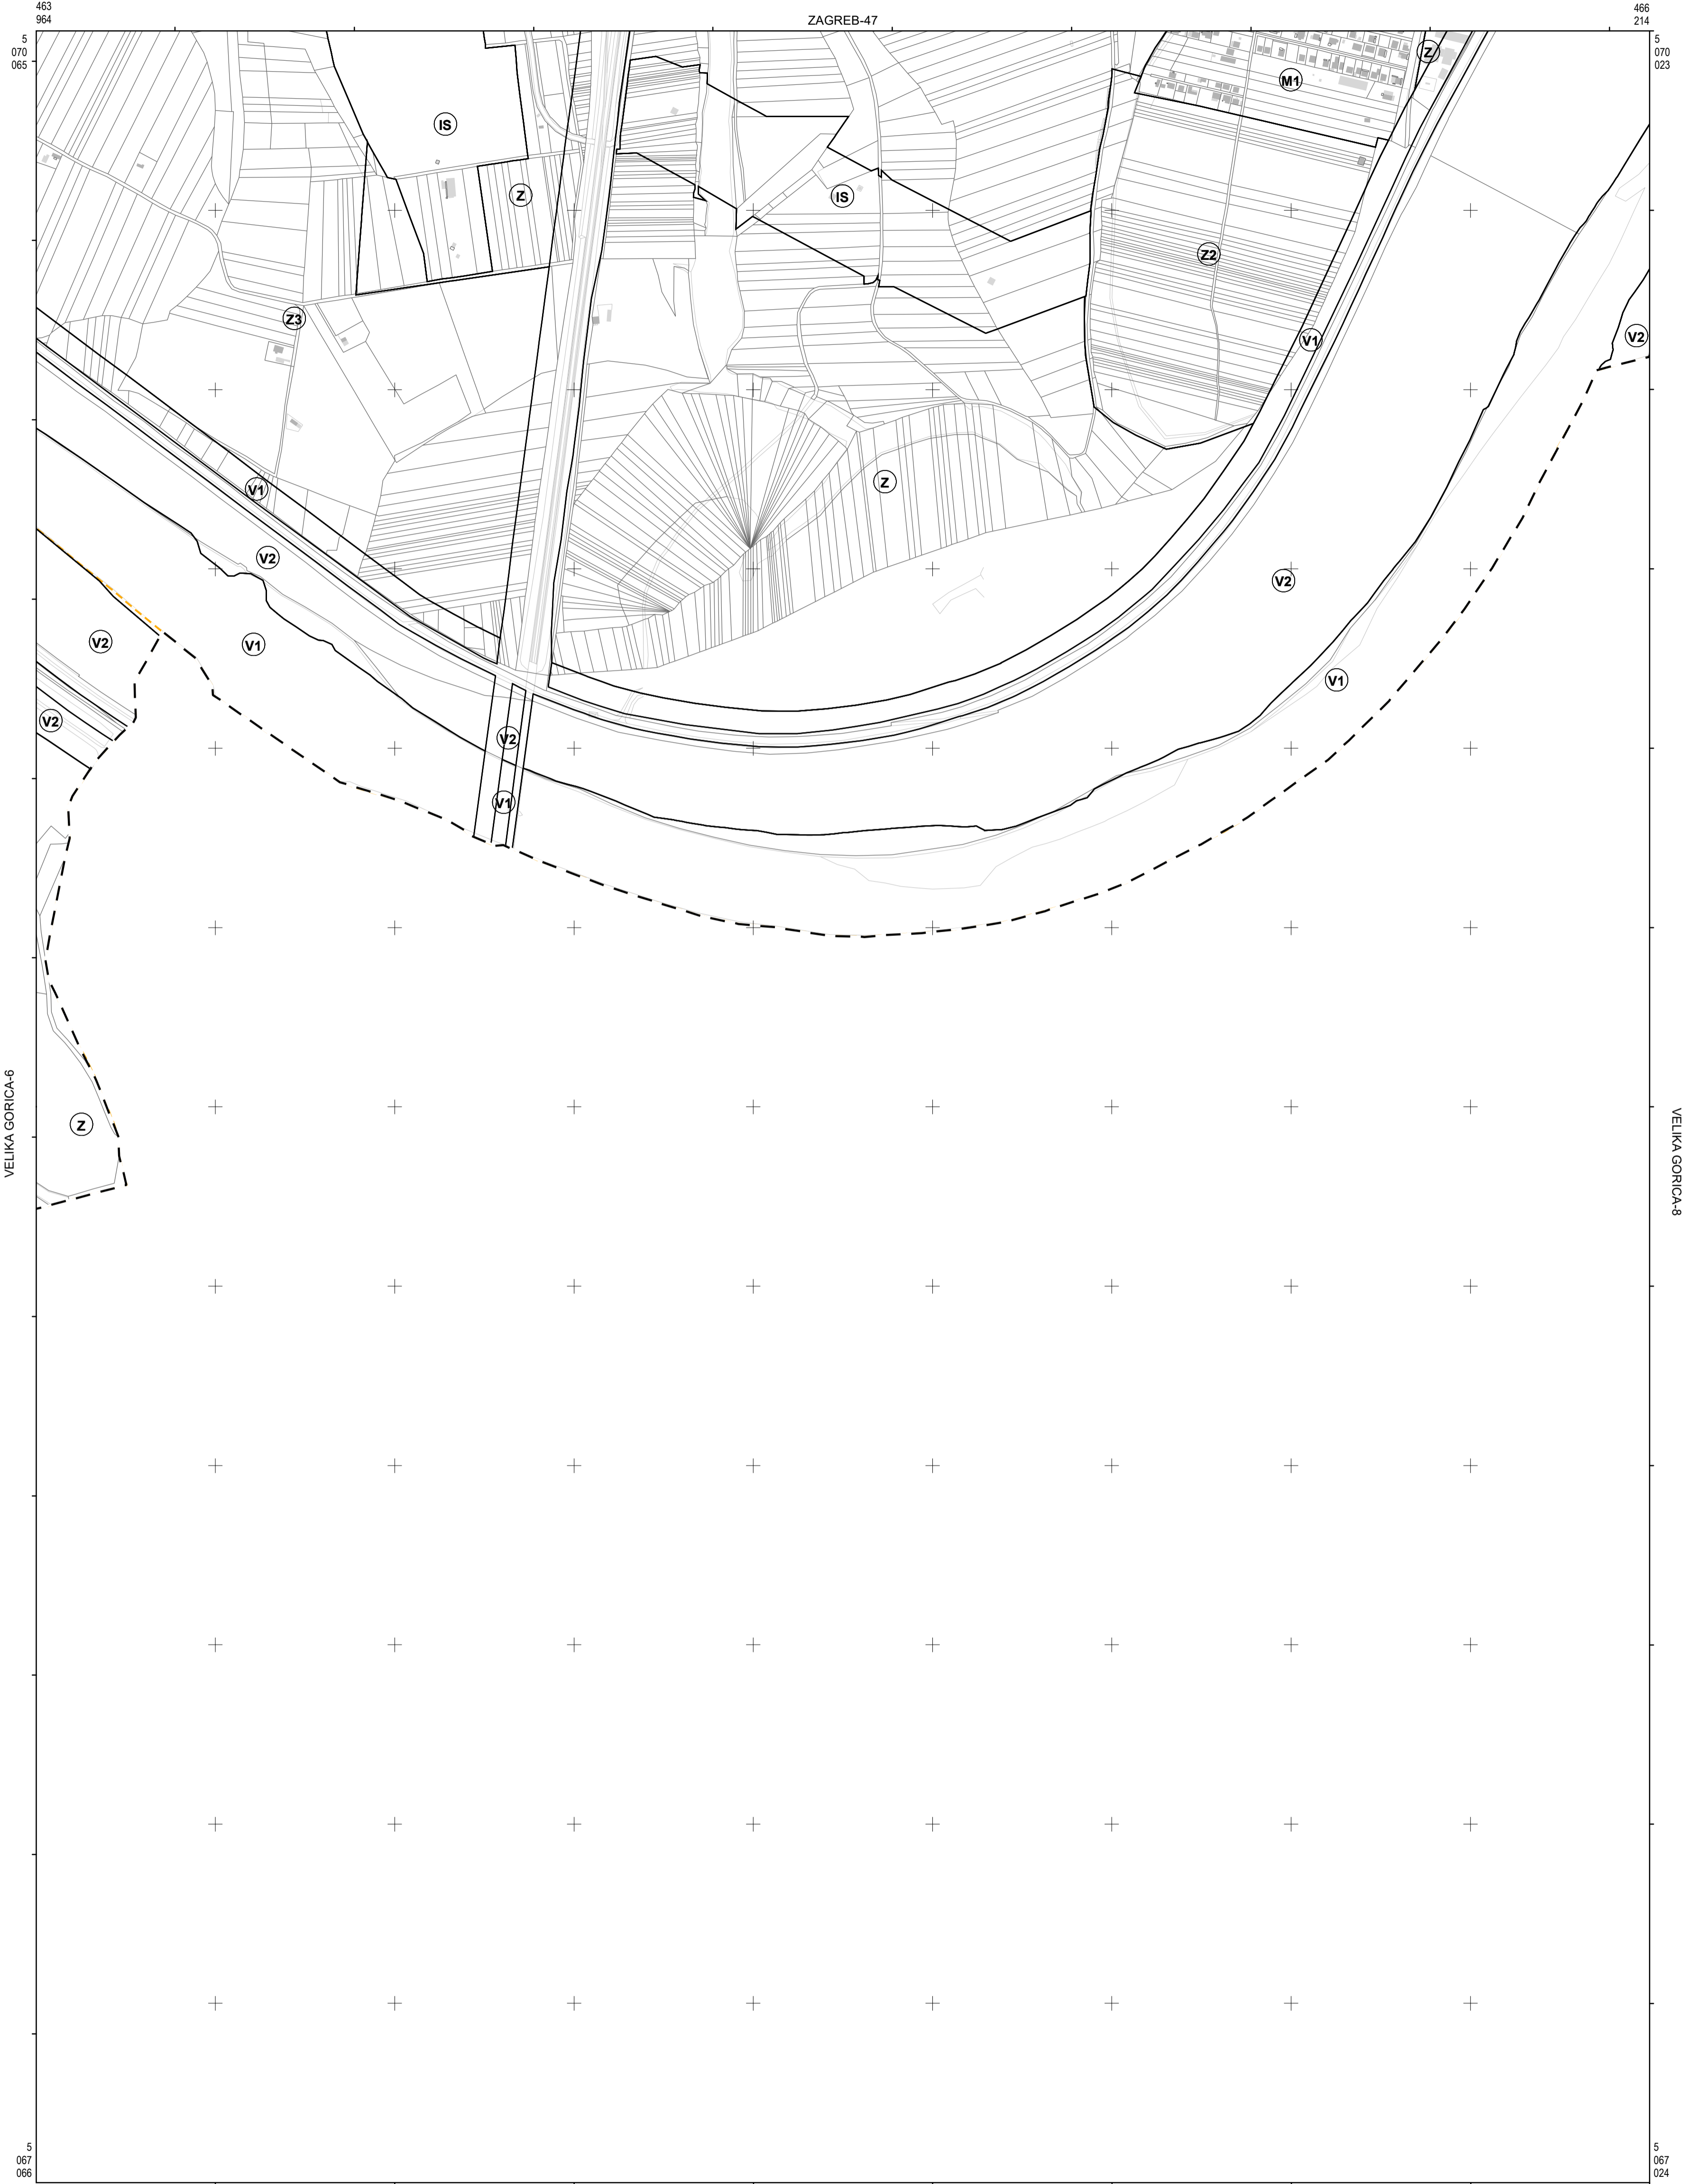 463
964
ZAGREB-47
466
214
5
070
065
5
070
023
Z
M1
IS
Z
IS
Z2
Z3
V1
V2
Z
V1
V2
V2
V2
V1
V1
V2
V2
V1
VELIKA GORICA-6
VELIKA GORICA-8
Z
5
067
066
5
067
024